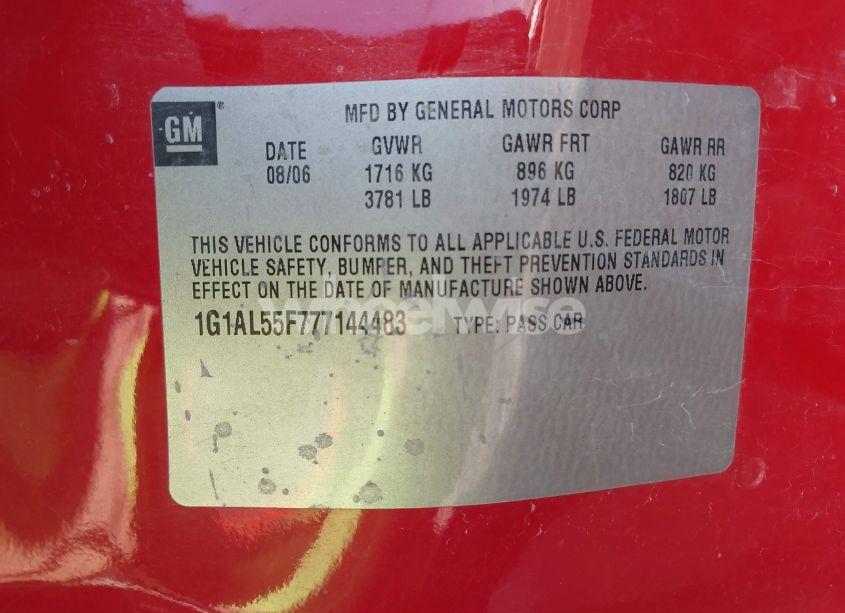 GM ®
MFD BY GENERAL MOTORS CORP
DATE GVWR GAWR FRT GAWR RR
08/06 1716 KG 896 KG 820 KG
3781 LB 1974 LB 1807 LB
THIS VEHICLE CONFORMS TO ALL APPLICABLE U.S. FEDERAL MOTOR
VEHICLE SAFETY, BUMPER, AND THEFT PREVENTION STANDARDS IN
EFFECT ON THE DATE OF MANUFACTURE SHOWN ABOVE.
WheelWise
1G1AL55F777144483 TYPE: PASS CAR